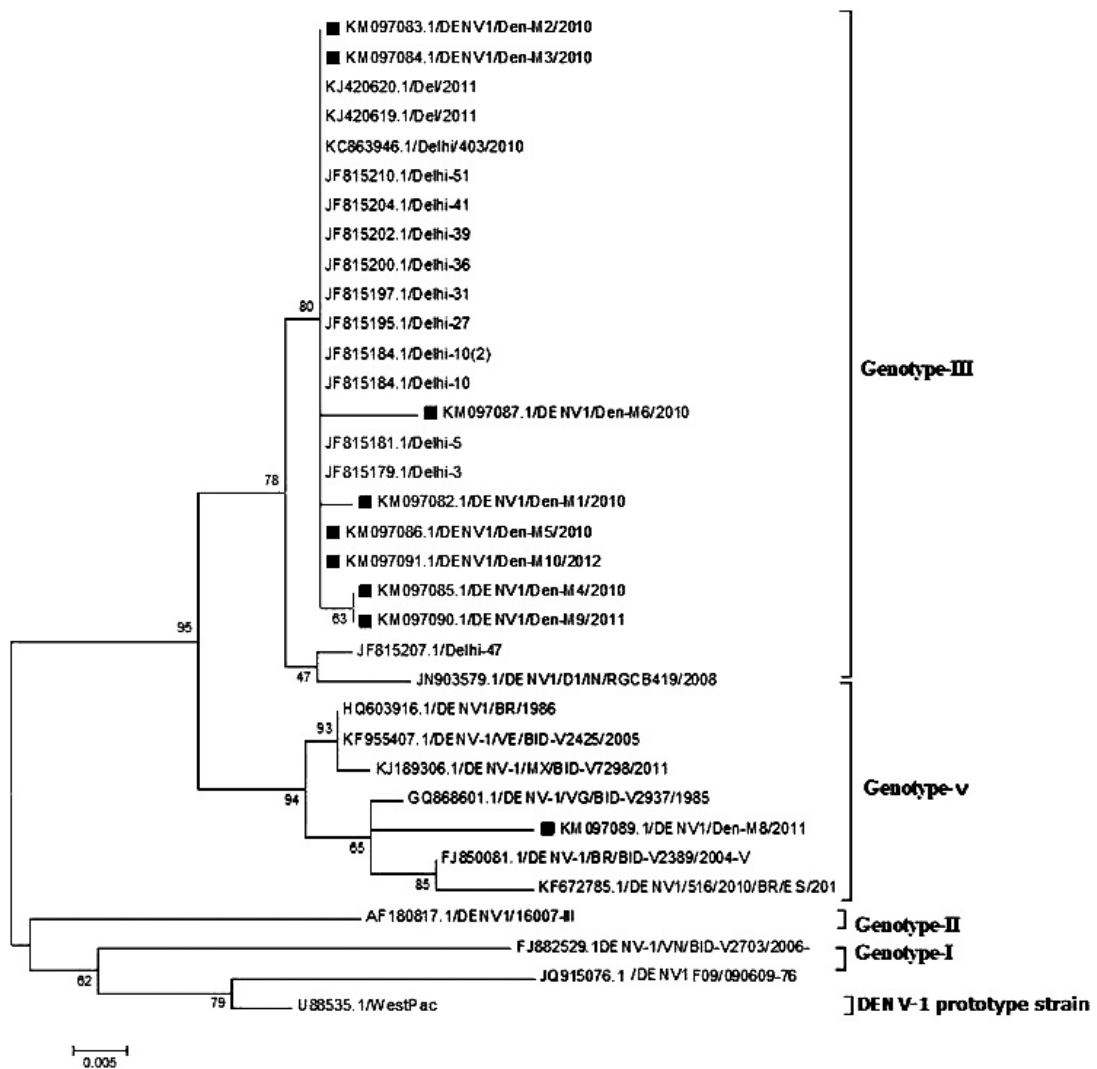 KM097083.1/DENV1/Den-M2/2010
KM097084.1/DENV1/Den-M3/2010
KJ420620.1/Del/2011
KJ420619.1/Del/2011
KC863946.1/Delhi/403/2010
JF815210.1/Delhi-51
JF815204.1/Delhi-41
JF815202.1/Delhi-39
JF815200.1/Delhi-36
JF815197.1/Delhi-31
80
JF815195.1/Delhi-27
JF815184.1/Delhi-10(2)
Genotype-III
JF815184.1/Delhi-10
KM097087.1/DENV1/Den-M6/2010
JF815181.1/Delhi-5
JF815179.1/Delhi-3
78
KM097082.1/DENV1/Den-M1/2010
KM097086.1/DENV1/Den-M5/2010
KM097091.1/DENV1/Den-M10/2012
KM097085.1/DENV1/Den-M4/2010
63
KM097090.1/DENV1/Den-M9/2011
95
JF815207.1/Delhi-47
47
JN903579.1/DENV1/D1/IN/RGCB419/2008
HQ603916.1/DENV1/BR/1986
93
KF955407.1/DENV-1/VE/BID-V2425/2005
KJ189306.1/DENV-1/MX/BID-V7298/2011
Genotype-v
94
GQ868601.1/DENV-1/VG/BID-V2937/1985
KM097089.1/DENV1/Den-M8/2011
65
FJ850081.1/DENV-1/BR/BID-V2389/2004-V
85
KF672785.1/DENV1/516/2010/BR/ES/201
AF180817.1/DENV1/16007-III
Genotype-II
FJ882529.1DENV-1/VN/BID-V2703/2006-
Genotype-I
62
JQ915076.1 /DENV1 F09/090609-76
79
U88535.1/WestPac
DENV-1 prototype strain
0.005